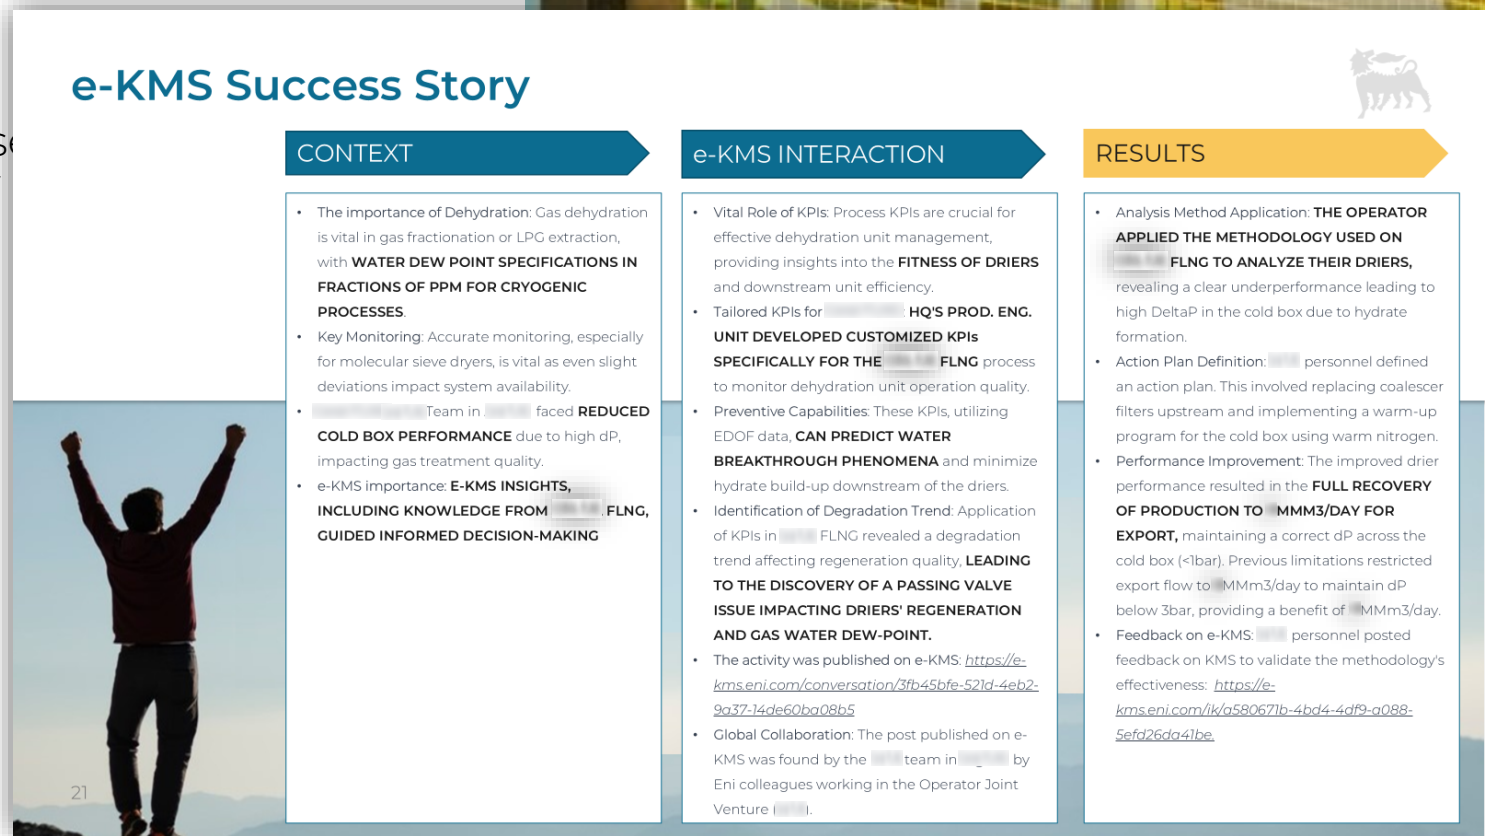 e-KMS Success Story
CONTEXT
• The importance of Dehydration: Gas dehydration
is vital in gas fractionation or LPG extraction,
with WATER DEW POINT SPECIFICATIONS IN
FRACTIONS OF PPM FOR CRYOGENIC
PROCESSES.
• Key Monitoring: Accurate monitoring, especially
for molecular sieve dryers, is vital as even slight
deviations impact system availability.
• Team in faced REDUCED
COLD BOX PERFORMANCE due to high dP,
impacting gas treatment quality.
• e-KMS importance: E-KMS INSIGHTS,
INCLUDING KNOWLEDGE FROM FLNG,
GUIDED INFORMED DECISION-MAKING
e-KMS INTERACTION
• Vital Role of KPIs: Process KPIs are crucial for
effective dehydration unit management,
providing insights into the FITNESS OF DRIERS
and downstream unit efficiency.
• Tailored KPIs for : HQ'S PROD. ENG.
UNIT DEVELOPED CUSTOMIZED KPIs
SPECIFICALLY FOR THE FLNG process
to monitor dehydration unit operation quality.
• Preventive Capabilities: These KPIs, utilizing
EDOF data, CAN PREDICT WATER
BREAKTHROUGH PHENOMENA and minimize
hydrate build-up downstream of the driers.
• Identification of Degradation Trend: Application
of KPIs in FLNG revealed a degradation
trend affecting regeneration quality, LEADING
TO THE DISCOVERY OF A PASSING VALVE
ISSUE IMPACTING DRIERS' REGENERATION
AND GAS WATER DEW-POINT.
• The activity was published on e-KMS: https://e-
kms.eni.com/conversation/3fb45bfe-521d-4eb2-
9a37-14de60ba08b5
• Global Collaboration: The post published on e-
KMS was found by the team in by
Eni colleagues working in the Operator Joint
Venture ( ).
RESULTS
• Analysis Method Application: THE OPERATOR
APPLIED THE METHODOLOGY USED ON
FLNG TO ANALYZE THEIR DRIERS,
revealing a clear underperformance leading to
high DeltaP in the cold box due to hydrate
formation.
• Action Plan Definition: personnel defined
an action plan. This involved replacing coalescer
filters upstream and implementing a warm-up
program for the cold box using warm nitrogen.
• Performance Improvement: The improved drier
performance resulted in the FULL RECOVERY
OF PRODUCTION TO MMM3/DAY FOR
EXPORT, maintaining a correct dP across the
cold box (<1bar). Previous limitations restricted
export flow to MMm3/day to maintain dP
below 3bar, providing a benefit of MMm3/day.
• Feedback on e-KMS: personnel posted
feedback on KMS to validate the methodology's
effectiveness: https://e-
kms.eni.com/ik/a580671b-4bd4-4df9-a088-
5efd26da41be.
21